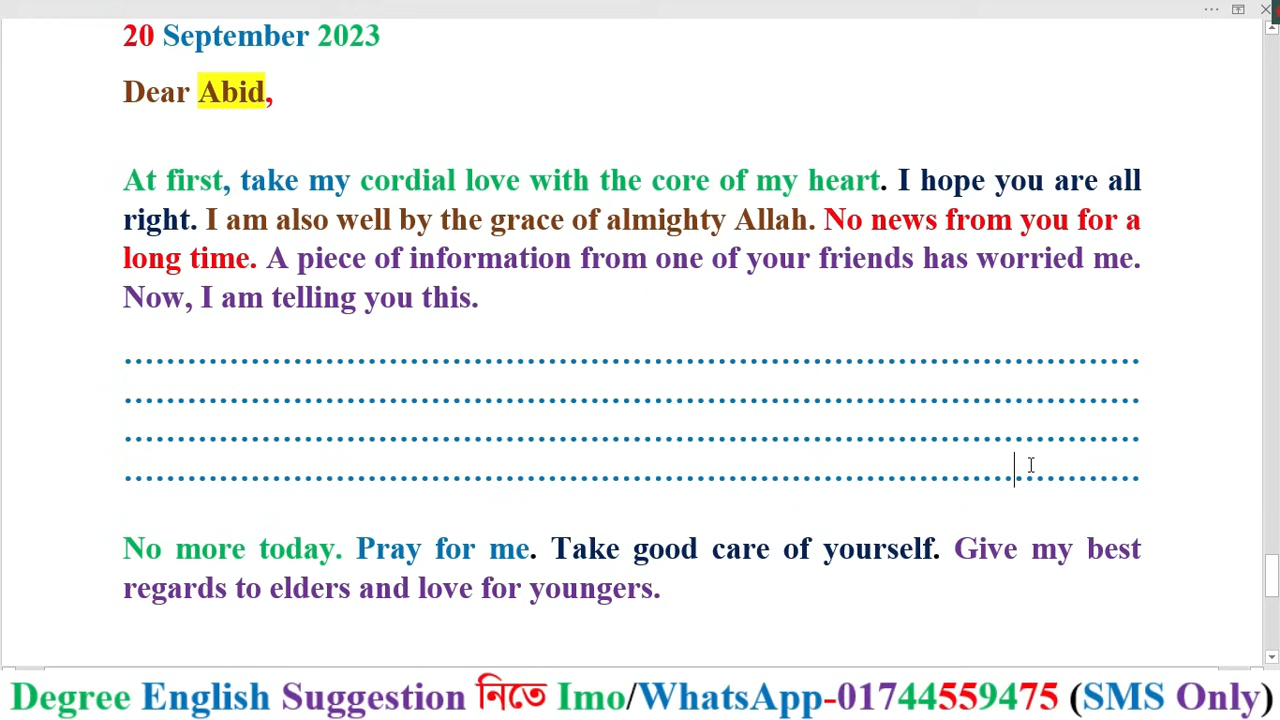 20 September 2023
Dear Abid,
At first, take my cordial love with the core of my heart. I hope you are all
right. I am also well by the grace of almighty Allah. No news from you for a
long time. A piece of information from one of your friends has worried me.
Now, I am telling you this.
................................................................................................
................................................................................................
................................................................................................
................................................................................................
No more today. Pray for me. Take good care of yourself. Give my best
regards to elders and love for youngers.
Degree English Suggestion নিতে Imo/WhatsApp-01744559475 (SMS Only)